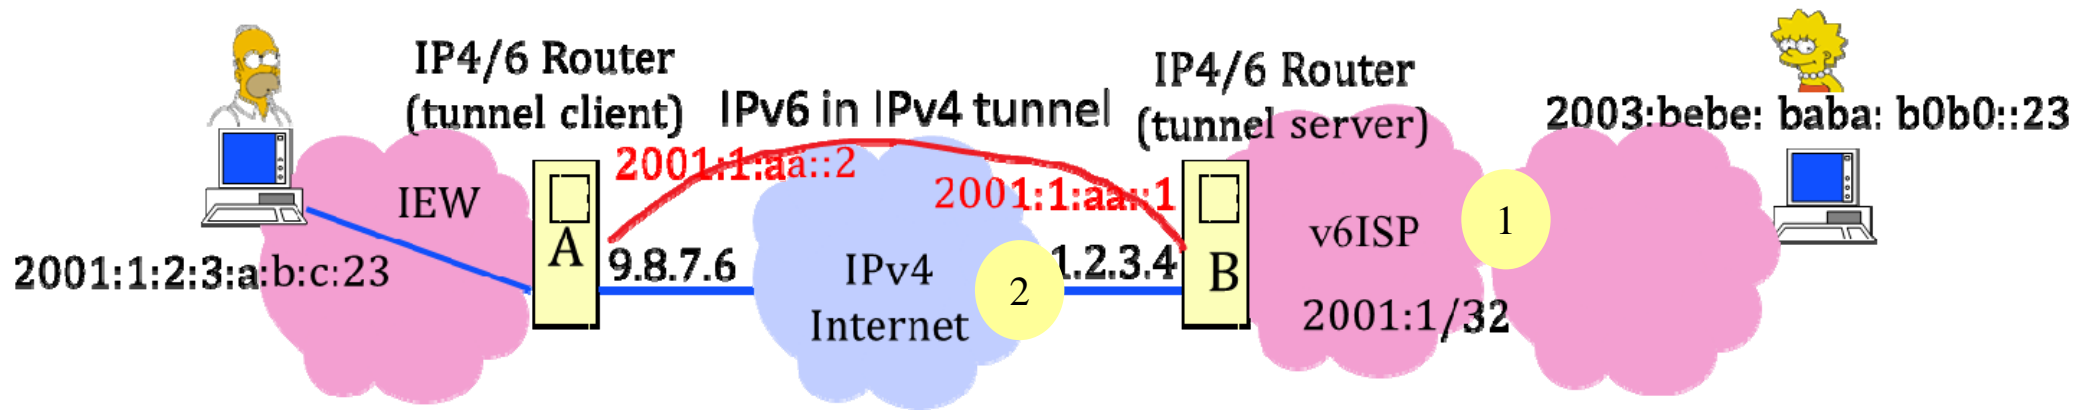 IP4/6 Router
(tunnel client)
IPv6 in IPv4 tunnel
IP4/6 Router
(tunnel server)
2003:bebe: baba: b0b0::23
2001:1:aa::2
2001:1:aa::1
IEW
A
9.8.7.6
IPv4
Internet
2
1.2.3.4
B
v6ISP
1
2001:1:2:3:a:b:c:23
2001:1/32